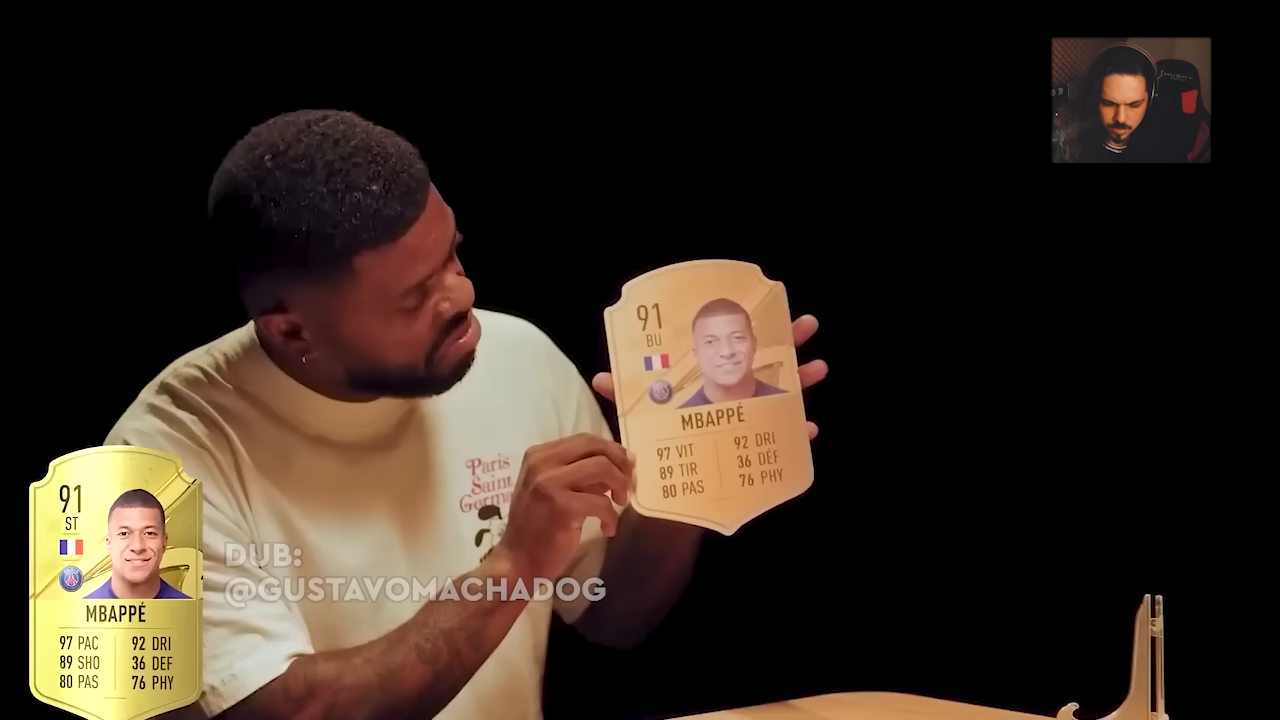 HUSKY
91
BU
MBAPPÉ
97 VIT 92 DRI
89 TIR 36 DÉF
80 PAS 76 PHY
Paris
Saint
91
ST
MBAPPÉ
97 PAC 92 DRI
89 SHO 36 DEF
80 PAS 76 PHY
DUB:
@GUSTAVOMACHADOG